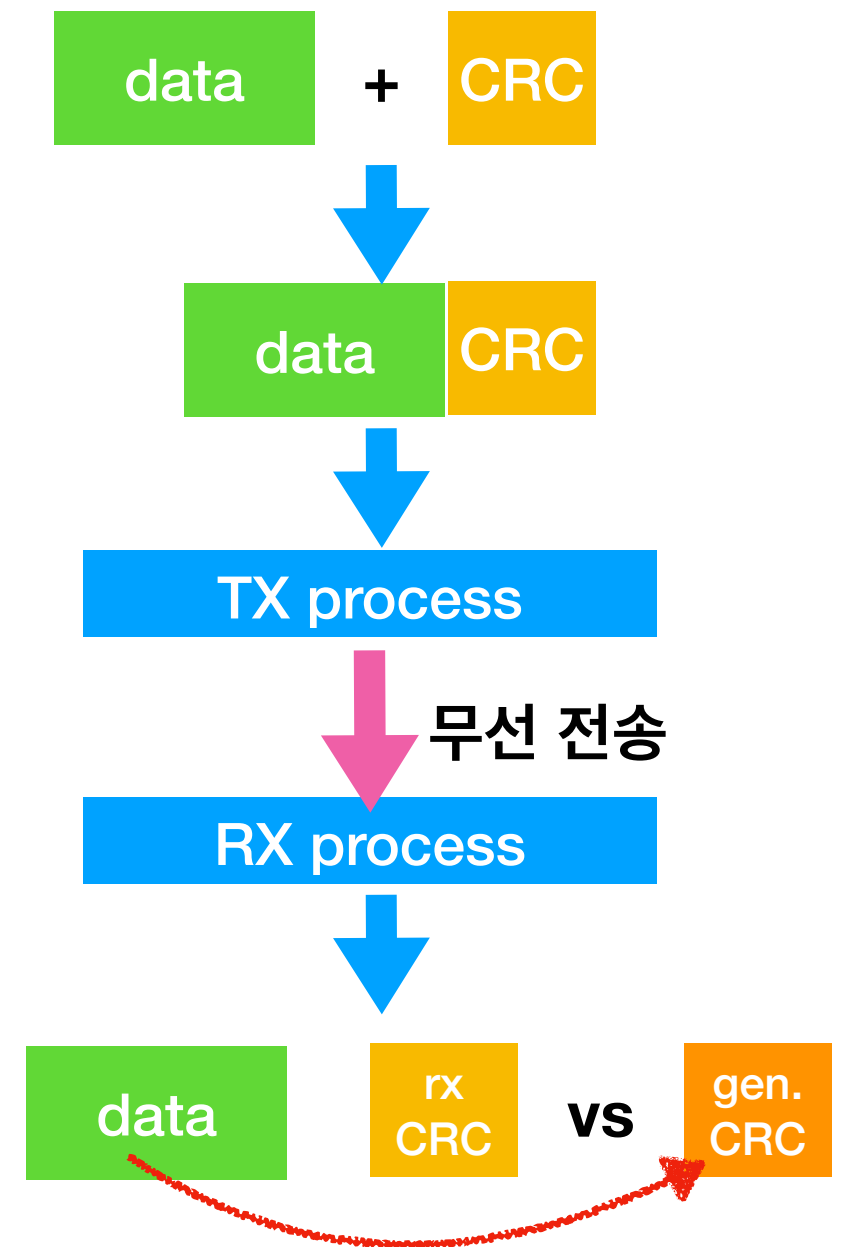 data + CRC
data CRC
TX process
무선 전송
RX process
data rx CRC vs gen. CRC